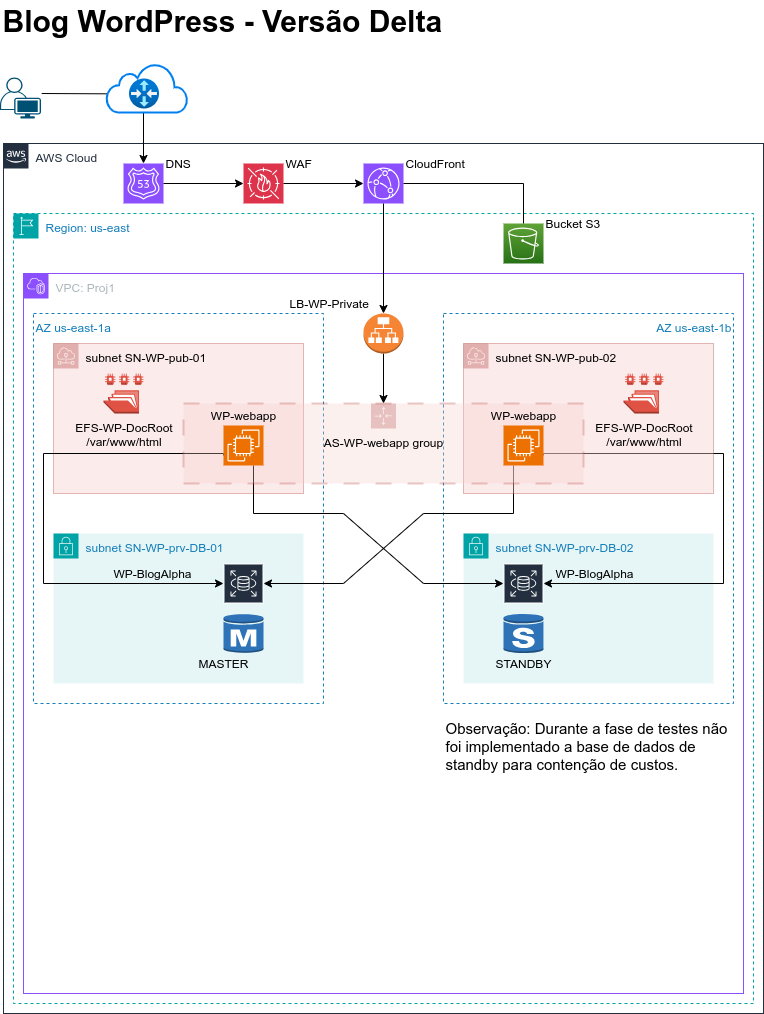 Blog WordPress - Versão Delta
aws
AWS Cloud
DNS
WAF
CloudFront
53
Region: us-east
Bucket S3
VPC: Proj1
LB-WP-Private
AZ us-east-1a
AZ us-east-1b
subnet SN-WP-pub-01
subnet SN-WP-pub-02
WP-webapp
WP-webapp
EFS-WP-DocRoot
/var/www/html
AS-WP-webapp group
EFS-WP-DocRoot
/var/www/html
subnet SN-WP-prv-DB-01
subnet SN-WP-prv-DB-02
WP-BlogAlpha
WP-BlogAlpha
M
S
MASTER
STANDBY
Observação: Durante a fase de testes não
foi implementado a base de dados de
standby para contenção de custos.